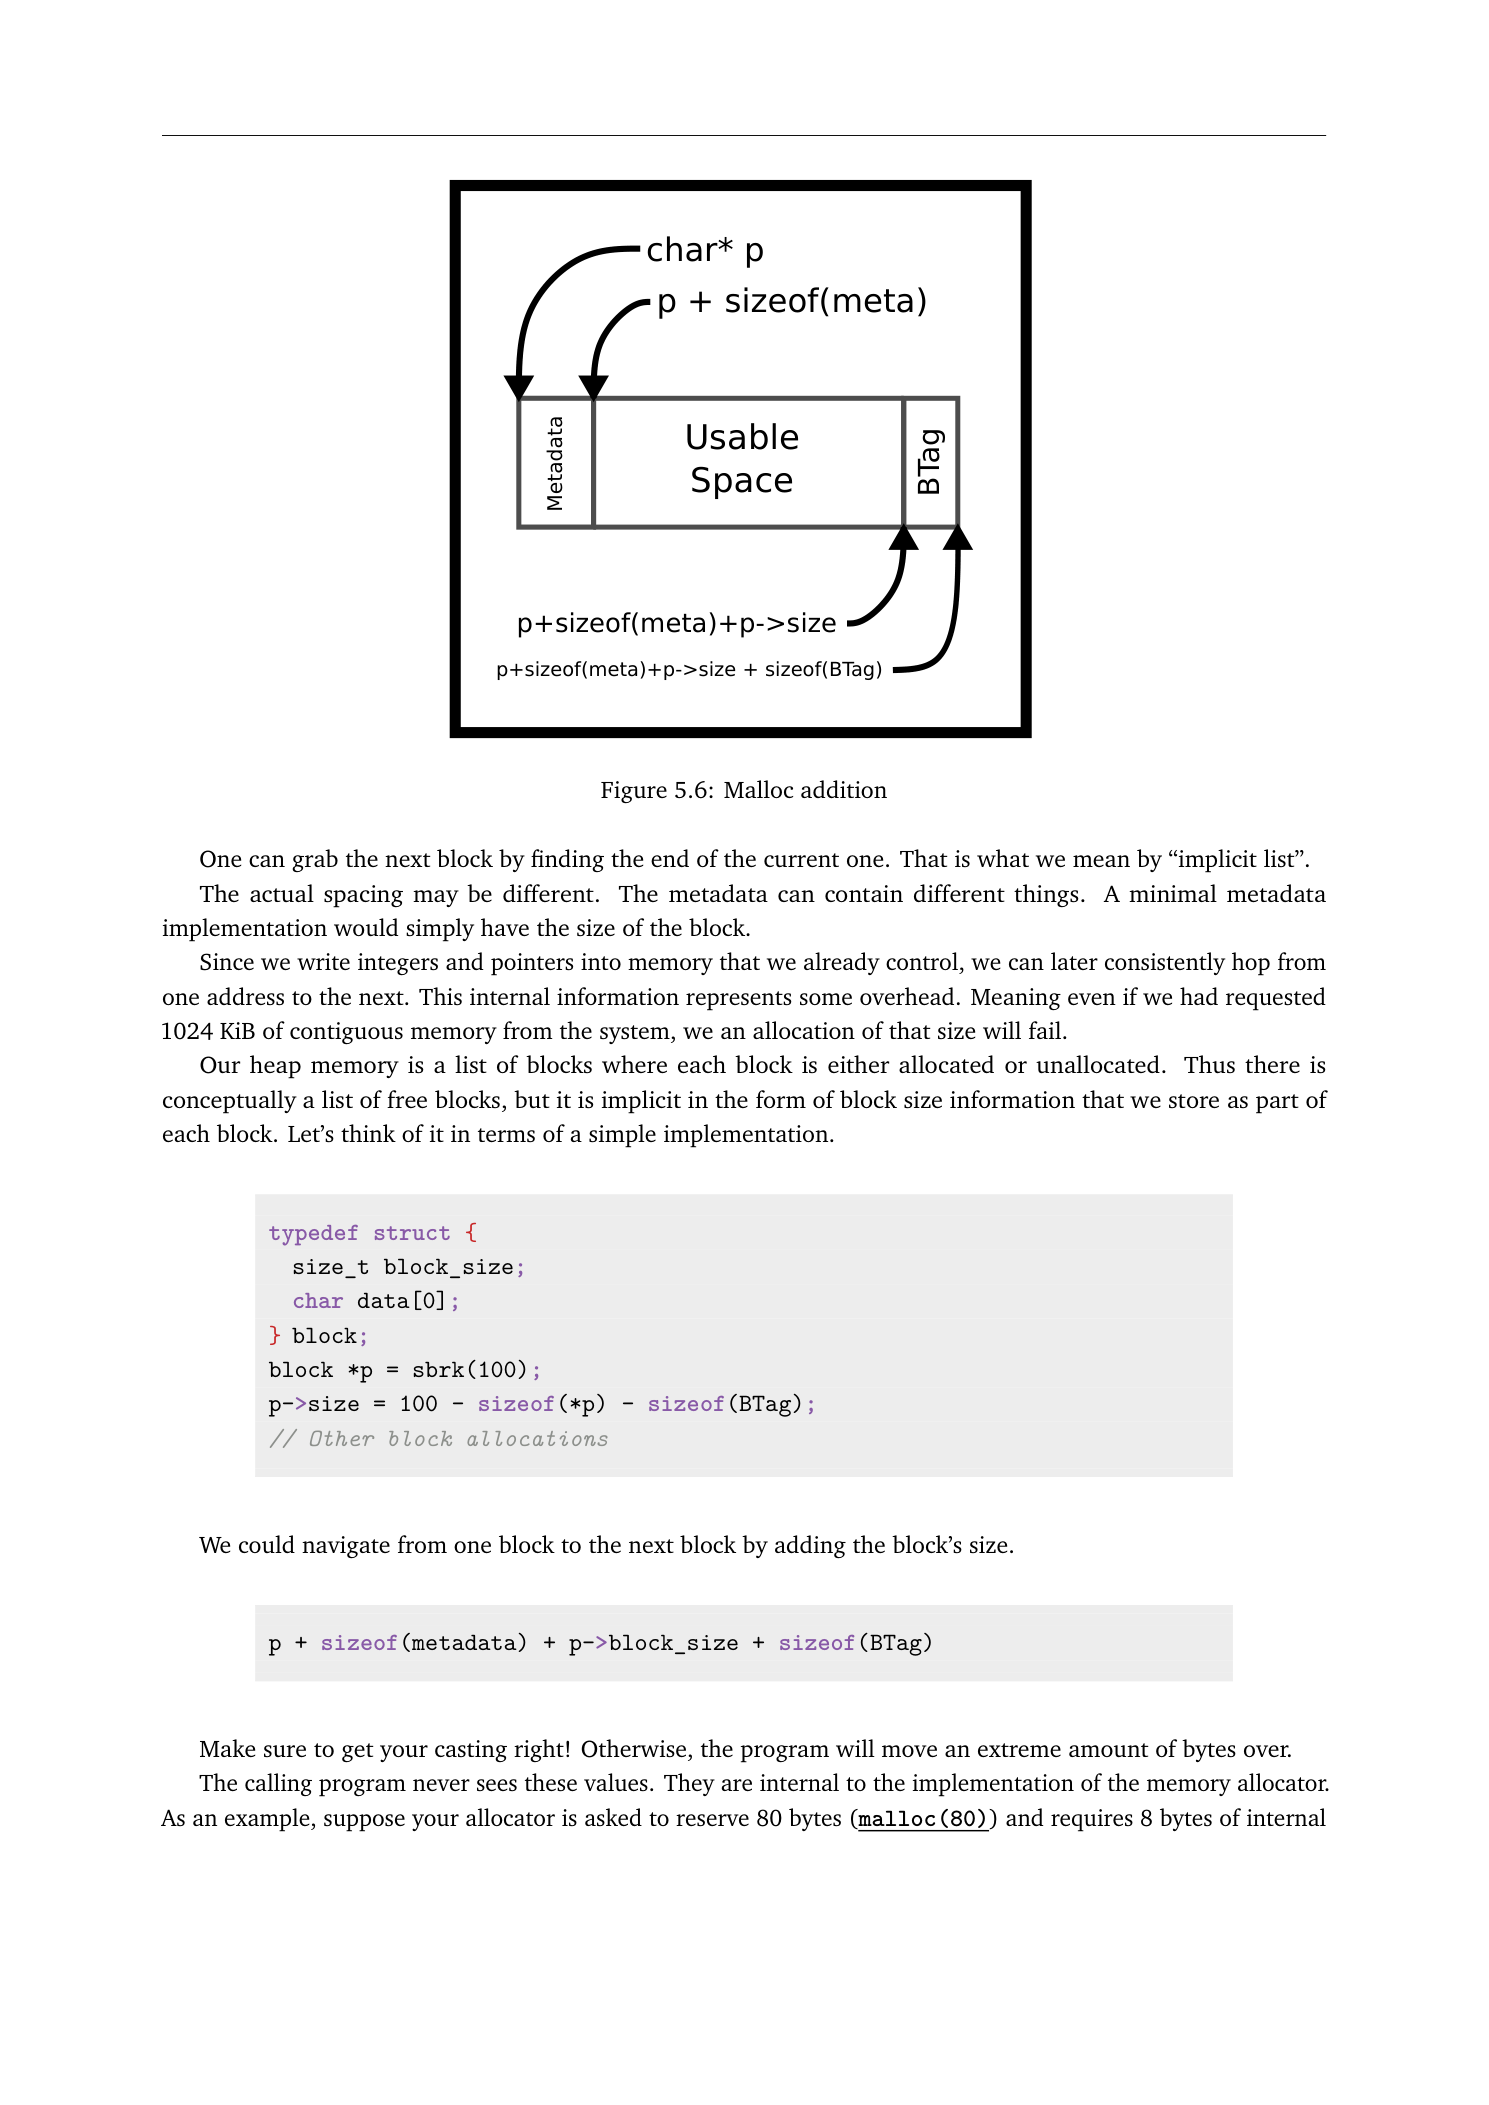 char* p
p + sizeof(meta)
Metadata
Usable
Space
BTag
p+sizeof(meta)+p->size
p+sizeof(meta)+p->size + sizeof(BTag)
Figure 5.6: Malloc addition
One can grab the next block by finding the end of the current one. That is what we mean by “implicit list”.
The actual spacing may be different. The metadata can contain different things. A minimal metadata
implementation would simply have the size of the block.
Since we write integers and pointers into memory that we already control, we can later consistently hop from
one address to the next. This internal information represents some overhead. Meaning even if we had requested
1024 KiB of contiguous memory from the system, we an allocation of that size will fail.
Our heap memory is a list of blocks where each block is either allocated or unallocated. Thus there is
conceptually a list of free blocks, but it is implicit in the form of block size information that we store as part of
each block. Let’s think of it in terms of a simple implementation.
typedef struct {
size_t block_size;
char data[0];
} block;
block *p = sbrk(100);
p->size = 100 - sizeof(*p) - sizeof(BTag);
// Other block allocations
We could navigate from one block to the next block by adding the block’s size.
p + sizeof(metadata) + p->block_size + sizeof(BTag)
Make sure to get your casting right! Otherwise, the program will move an extreme amount of bytes over.
The calling program never sees these values. They are internal to the implementation of the memory allocator.
As an example, suppose your allocator is asked to reserve 80 bytes (malloc(80)) and requires 8 bytes of internal